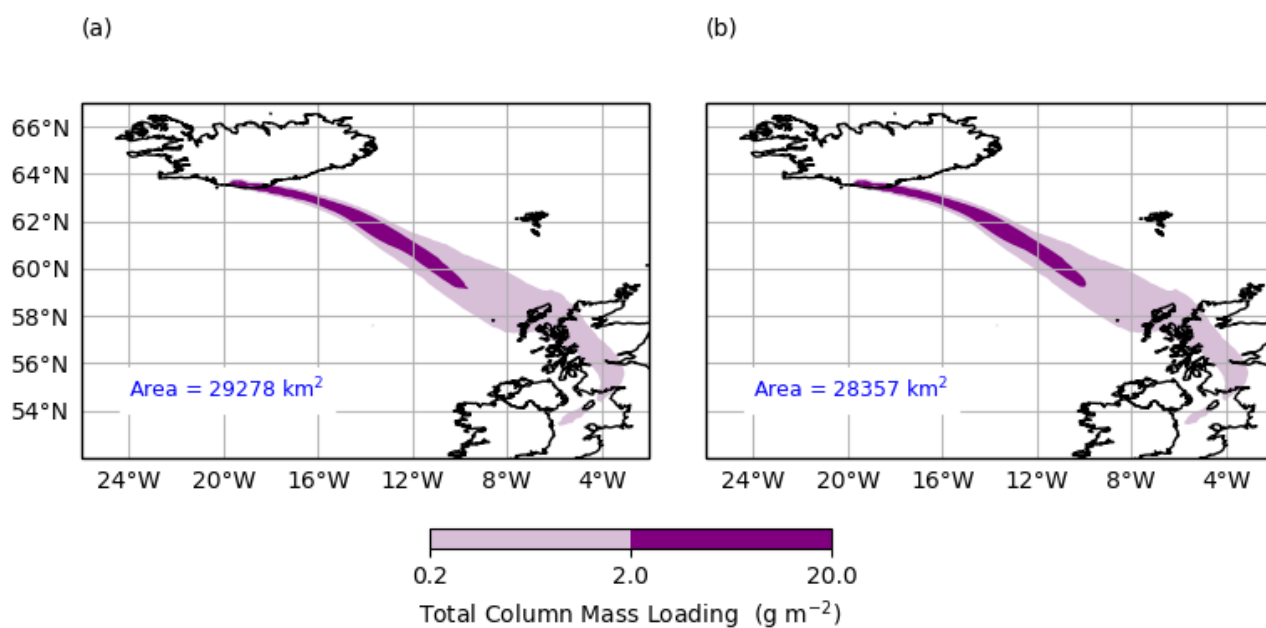 (a) (b)
66°N
64°N
62°N
60°N
58°N
56°N
54°N
Area = 29278 km² Area = 28357 km²
24°W 20°W 16°W 12°W 8°W 4°W 24°W 20°W 16°W 12°W 8°W 4°W
0.2 2.0 20.0
Total Column Mass Loading (g m⁻²)